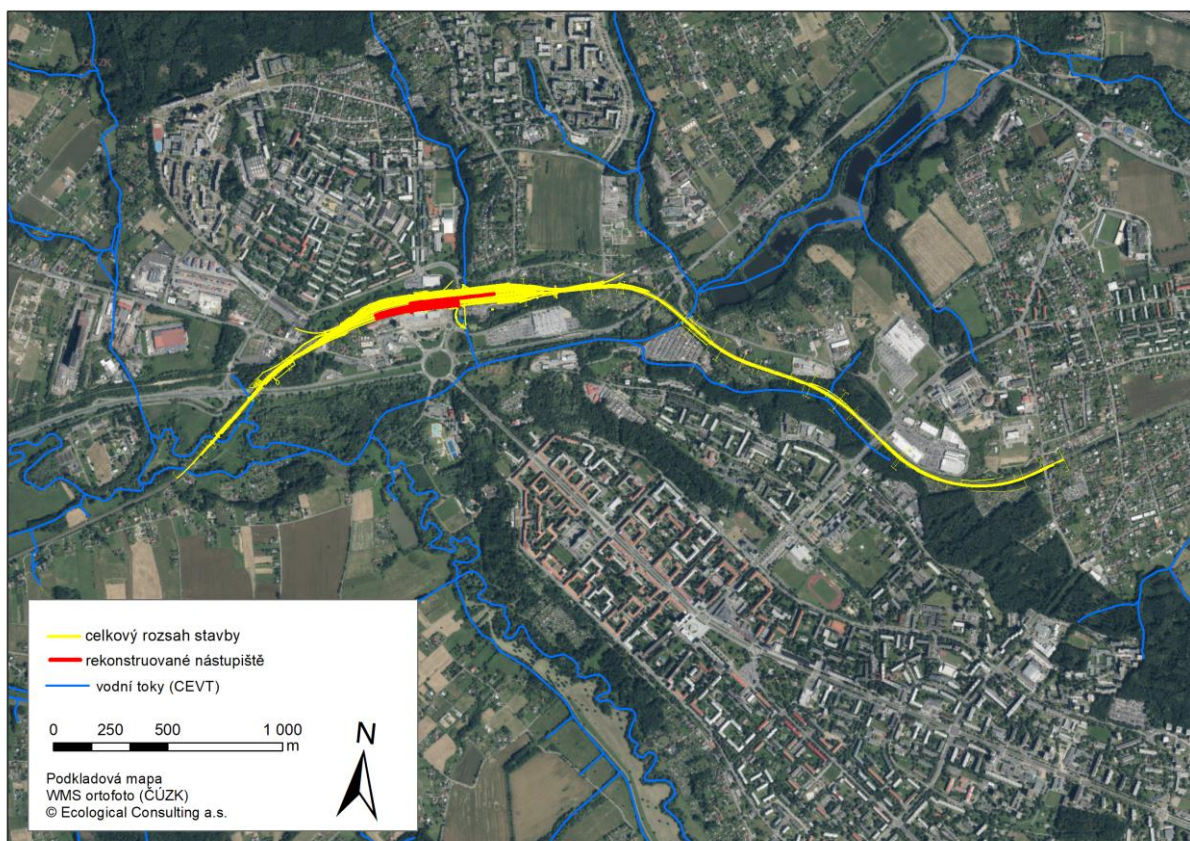 ČÚZK
celkový rozsah stavby
rekonstruované nástupiště
vodní toky (CEVT)
0 250 500 1 000
m
N
Podkladová mapa
WMS ortofoto (ČÚZK)
© Ecological Consulting a.s.